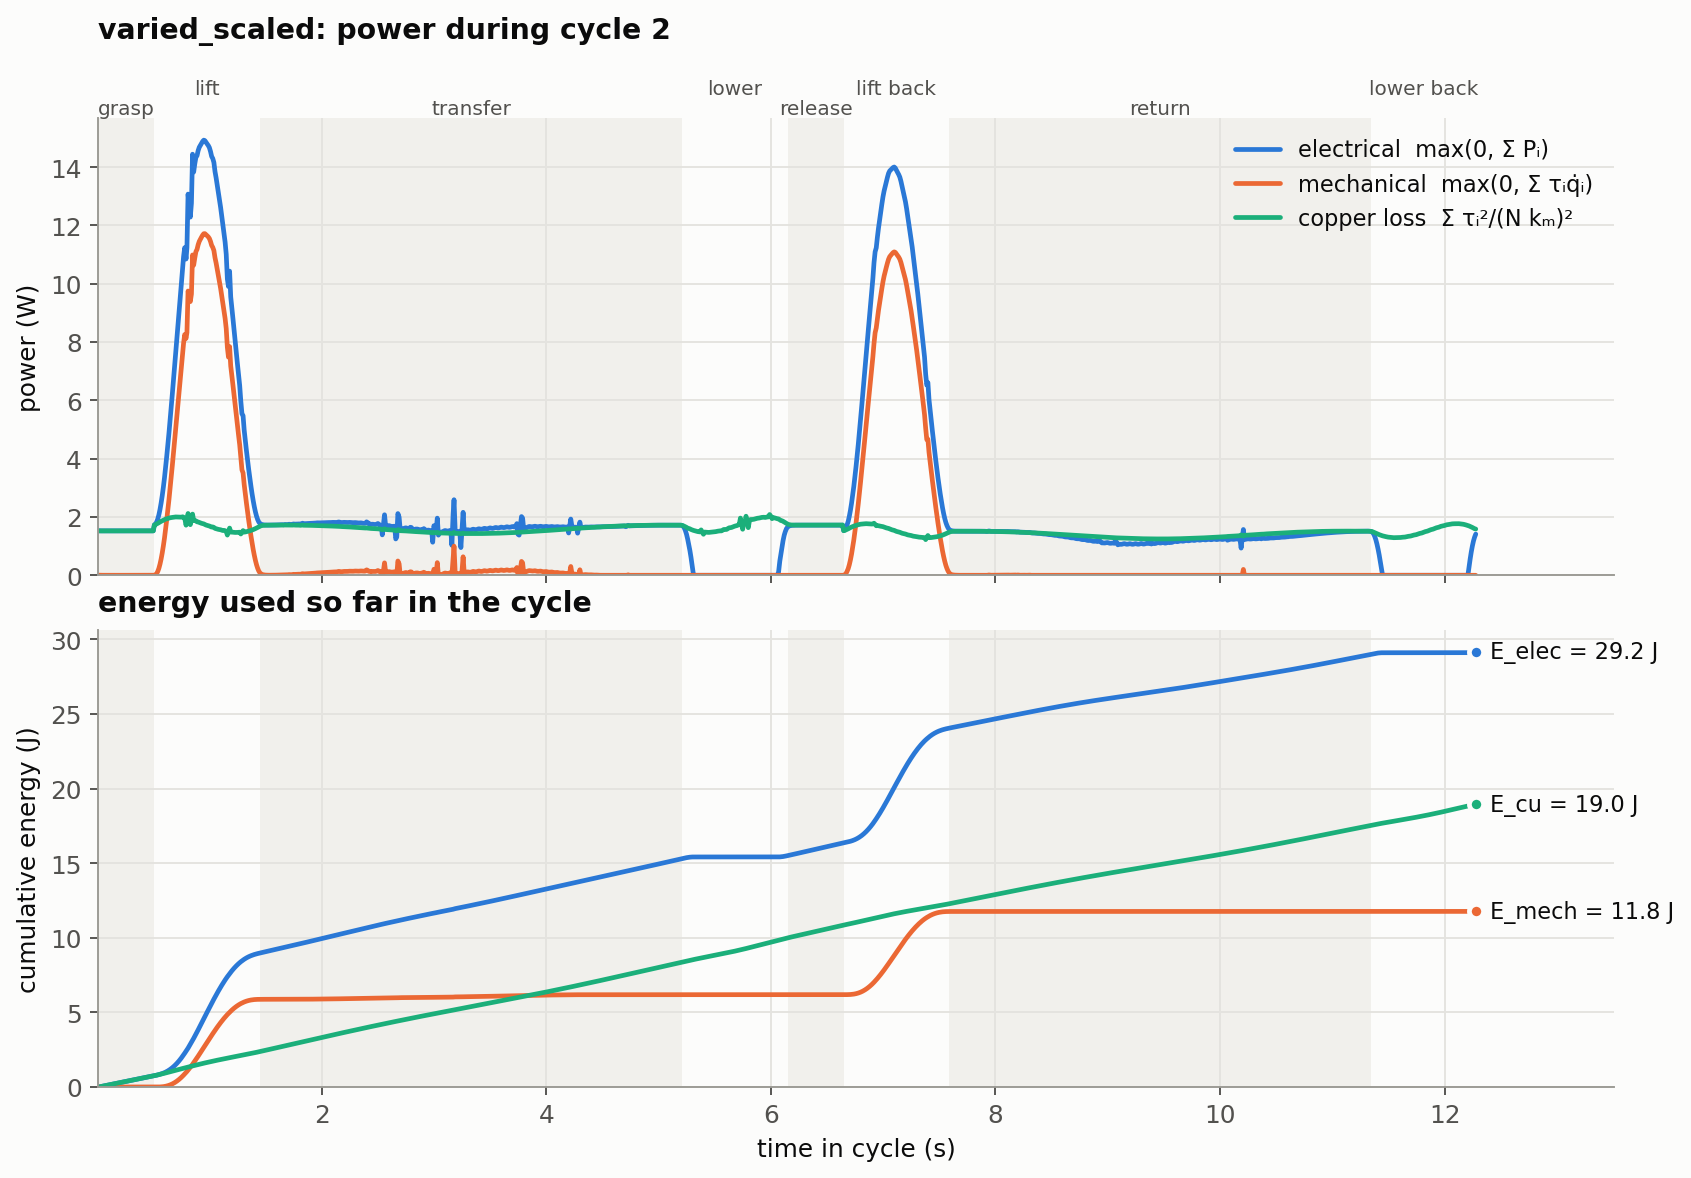 varied_scaled: power during cycle 2
lift lower lift back lower back
grasp transfer release return
electrical max(0, Σ Pᵢ)
mechanical max(0, Σ τᵢq̇ᵢ)
copper loss Σ τᵢ²/(N kₘ)²
power (W)
14
12
10
8
6
4
2
0
energy used so far in the cycle
cumulative energy (J)
30
25
20
15
10
5
0
E_elec = 29.2 J
E_cu = 19.0 J
E_mech = 11.8 J
2 4 6 8 10 12
time in cycle (s)